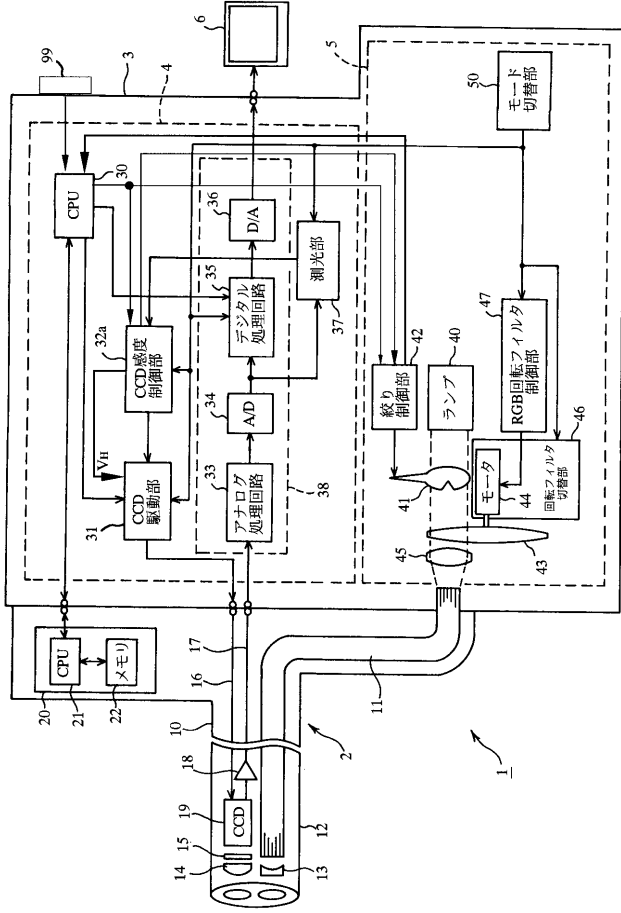 6
99
3
4
5
30
CPU
32a
CCD感度
制御部
VH
CCD
駆動部
31
36
D/A
35
デジタル
処理回路
測光部
37
34
A/D
33
アナログ
処理回路
38
50
モード
切替部
42
絞り
制御部
40
ランプ
47
RGB回転フィルタ
制御部
46
回転フィルタ
切替部
モータ
44
41
45
43
CPU
メモリ
20
21
22
10
16
17
11
2
1
18
19
CCD
15
14
12
13